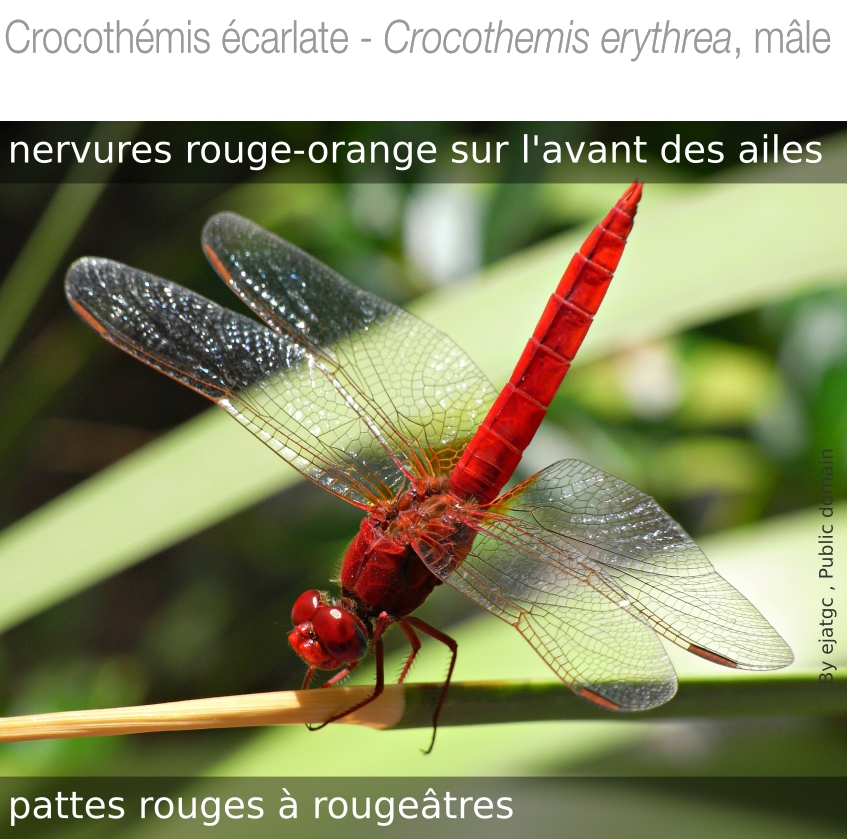 Crocothémis écarlate - Crocothemis erythrea, mâle
nervures rouge-orange sur l'avant des ailes
By ejatgc , Public domain
pattes rouges à rougeâtres